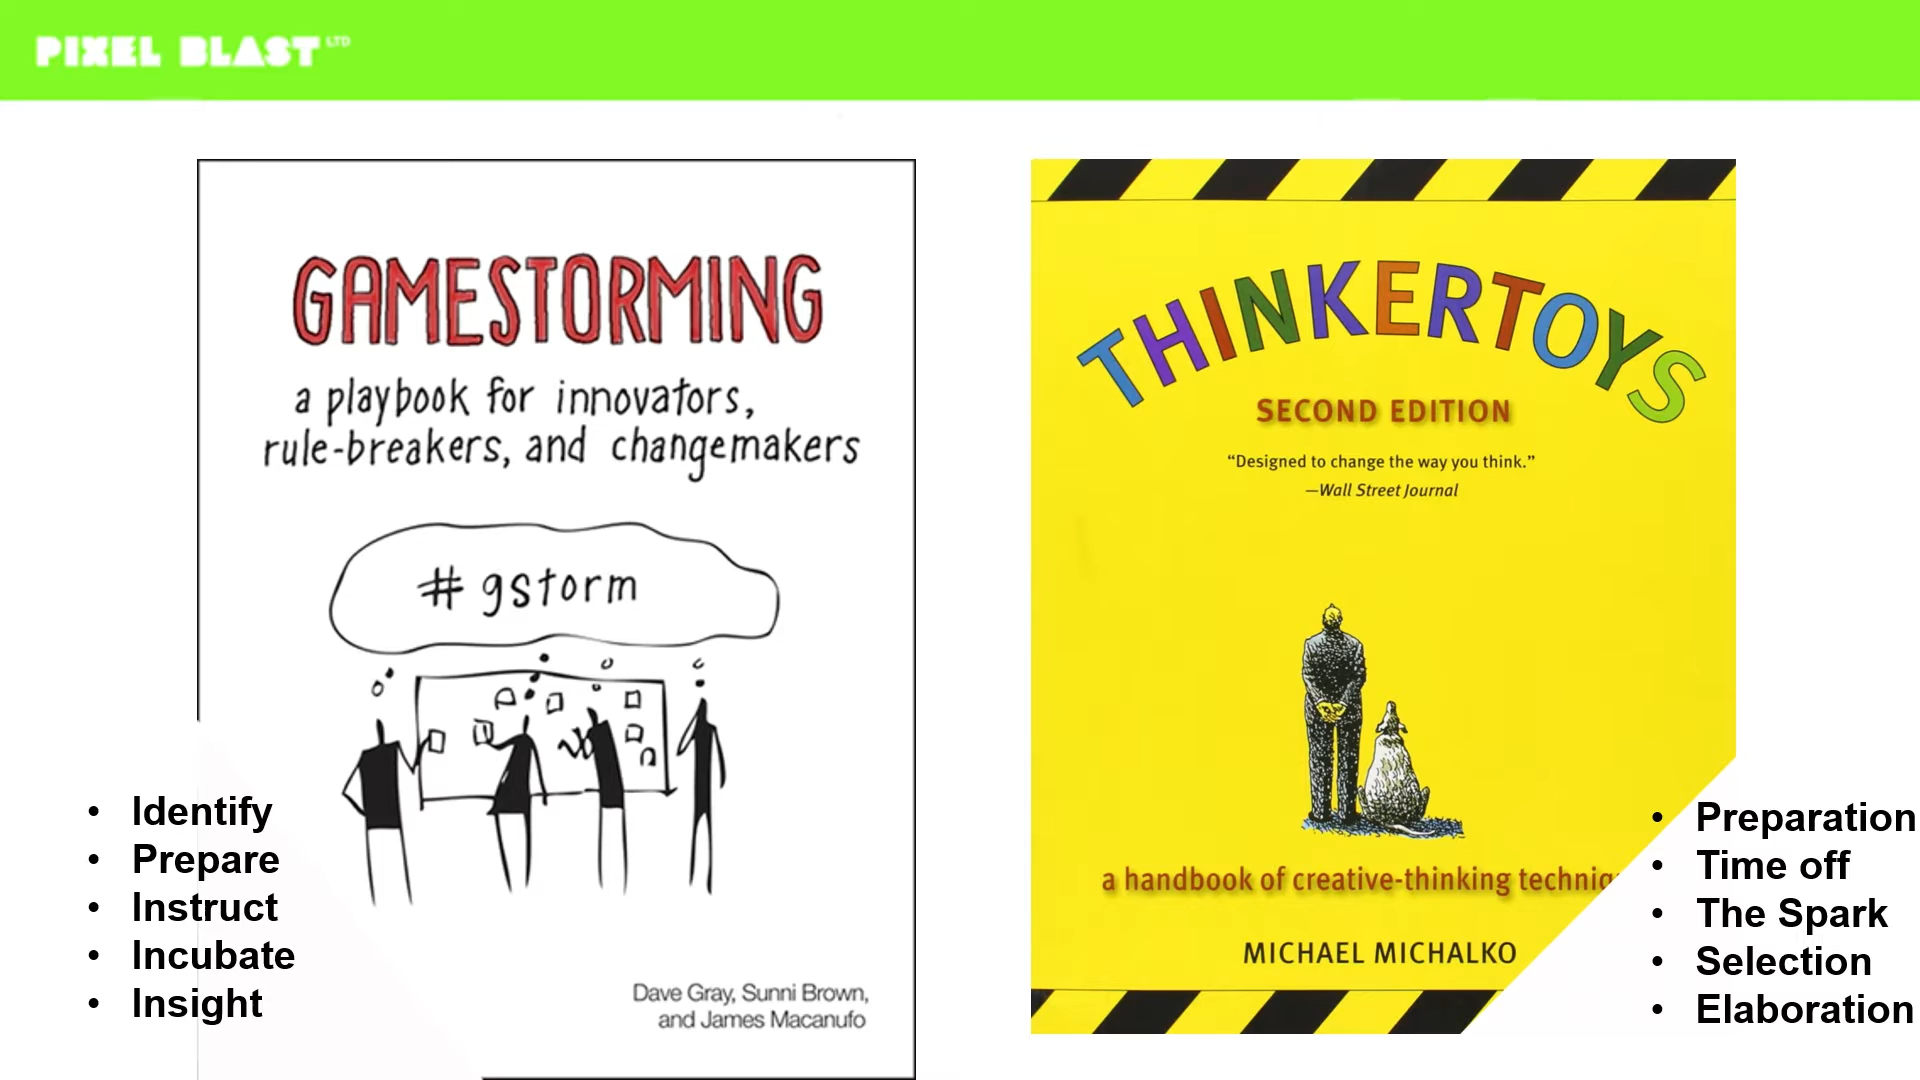 PIXEL BLAST LTD
GAMESTORMING
a playbook for innovators,
rule-breakers, and changemakers
# gstorm
Dave Gray, Sunni Brown,
and James Macanufo
• Identify
• Prepare
• Instruct
• Incubate
• Insight
THINKERTOYS
SECOND EDITION
“Designed to change the way you think.”
—Wall Street Journal
a handbook of creative-thinking
MICHAEL MICHALKO
• Preparation
• Time off
• The Spark
• Selection
• Elaboration